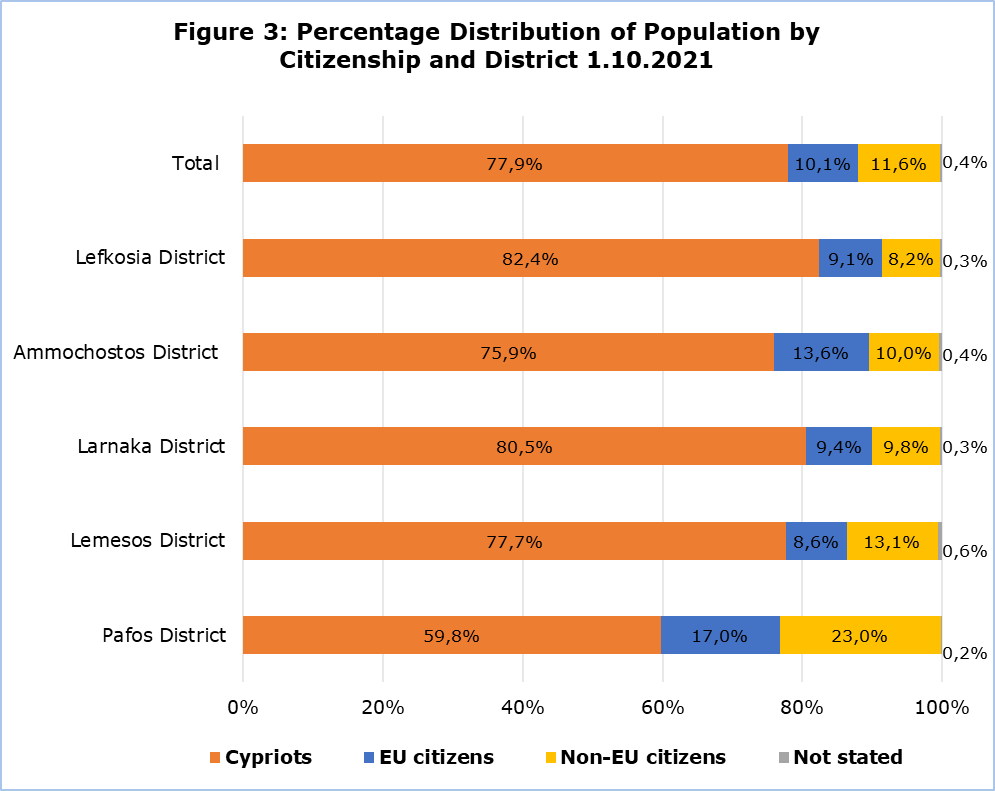 Figure 3: Percentage Distribution of Population by
Citizenship and District 1.10.2021
Total 77,9% 10,1% 11,6% 0,4%
Lefkosia District 82,4% 9,1% 8,2% 0,3%
Ammochostos District 75,9% 13,6% 10,0% 0,4%
Larnaka District 80,5% 9,4% 9,8% 0,3%
Lemesos District 77,7% 8,6% 13,1% 0,6%
Pafos District 59,8% 17,0% 23,0% 0,2%
0% 20% 40% 60% 80% 100%
Cypriots EU citizens Non-EU citizens Not stated